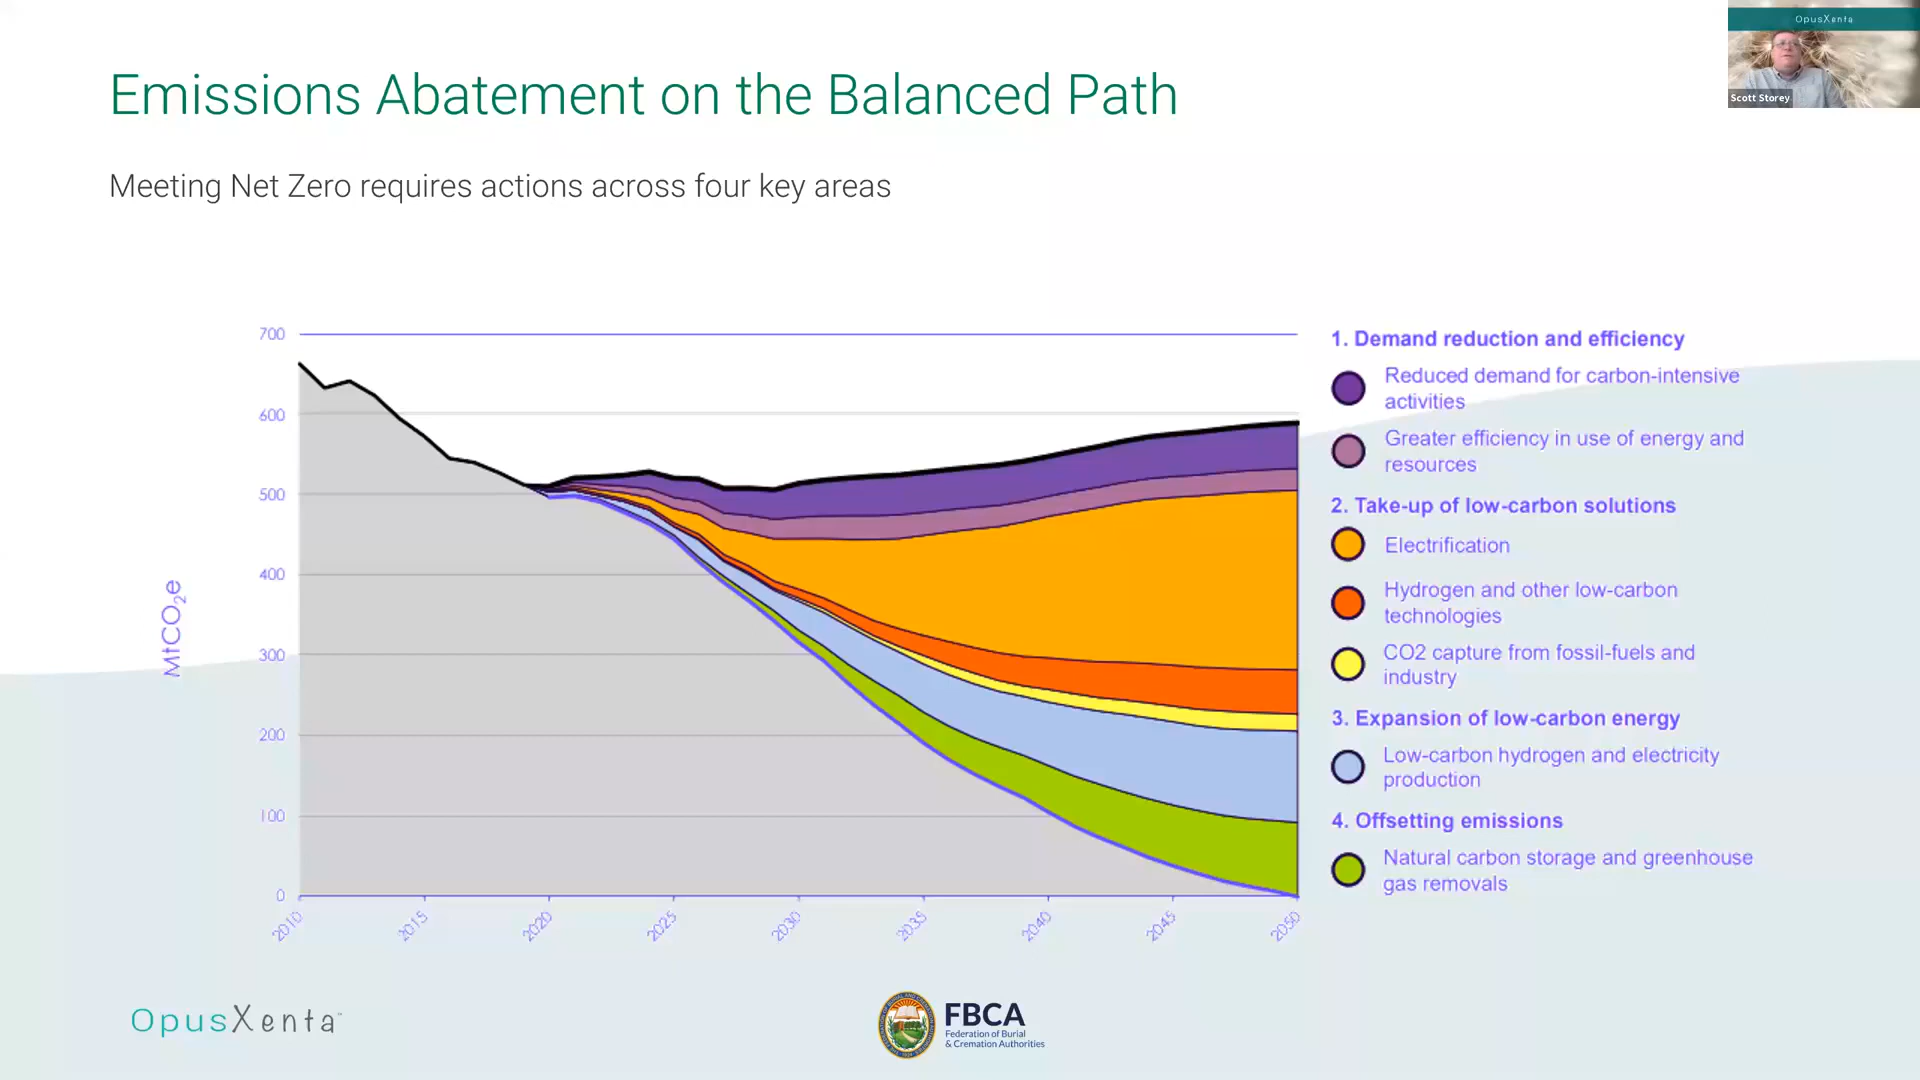 OpusXenta
Scott Storey
Emissions Abatement on the Balanced Path
Meeting Net Zero requires actions across four key areas
MtCO₂e
700
600
500
400
300
200
100
0
2010
2015
2020
2025
2030
2035
2040
2045
2050
1. Demand reduction and efficiency
Reduced demand for carbon-intensive
activities
Greater efficiency in use of energy and
resources
2. Take-up of low-carbon solutions
Electrification
Hydrogen and other low-carbon
technologies
CO2 capture from fossil-fuels and
industry
3. Expansion of low-carbon energy
Low-carbon hydrogen and electricity
production
4. Offsetting emissions
Natural carbon storage and greenhouse
gas removals
OpusXenta
FBCA
Federation of Burial
& Cremation Authorities